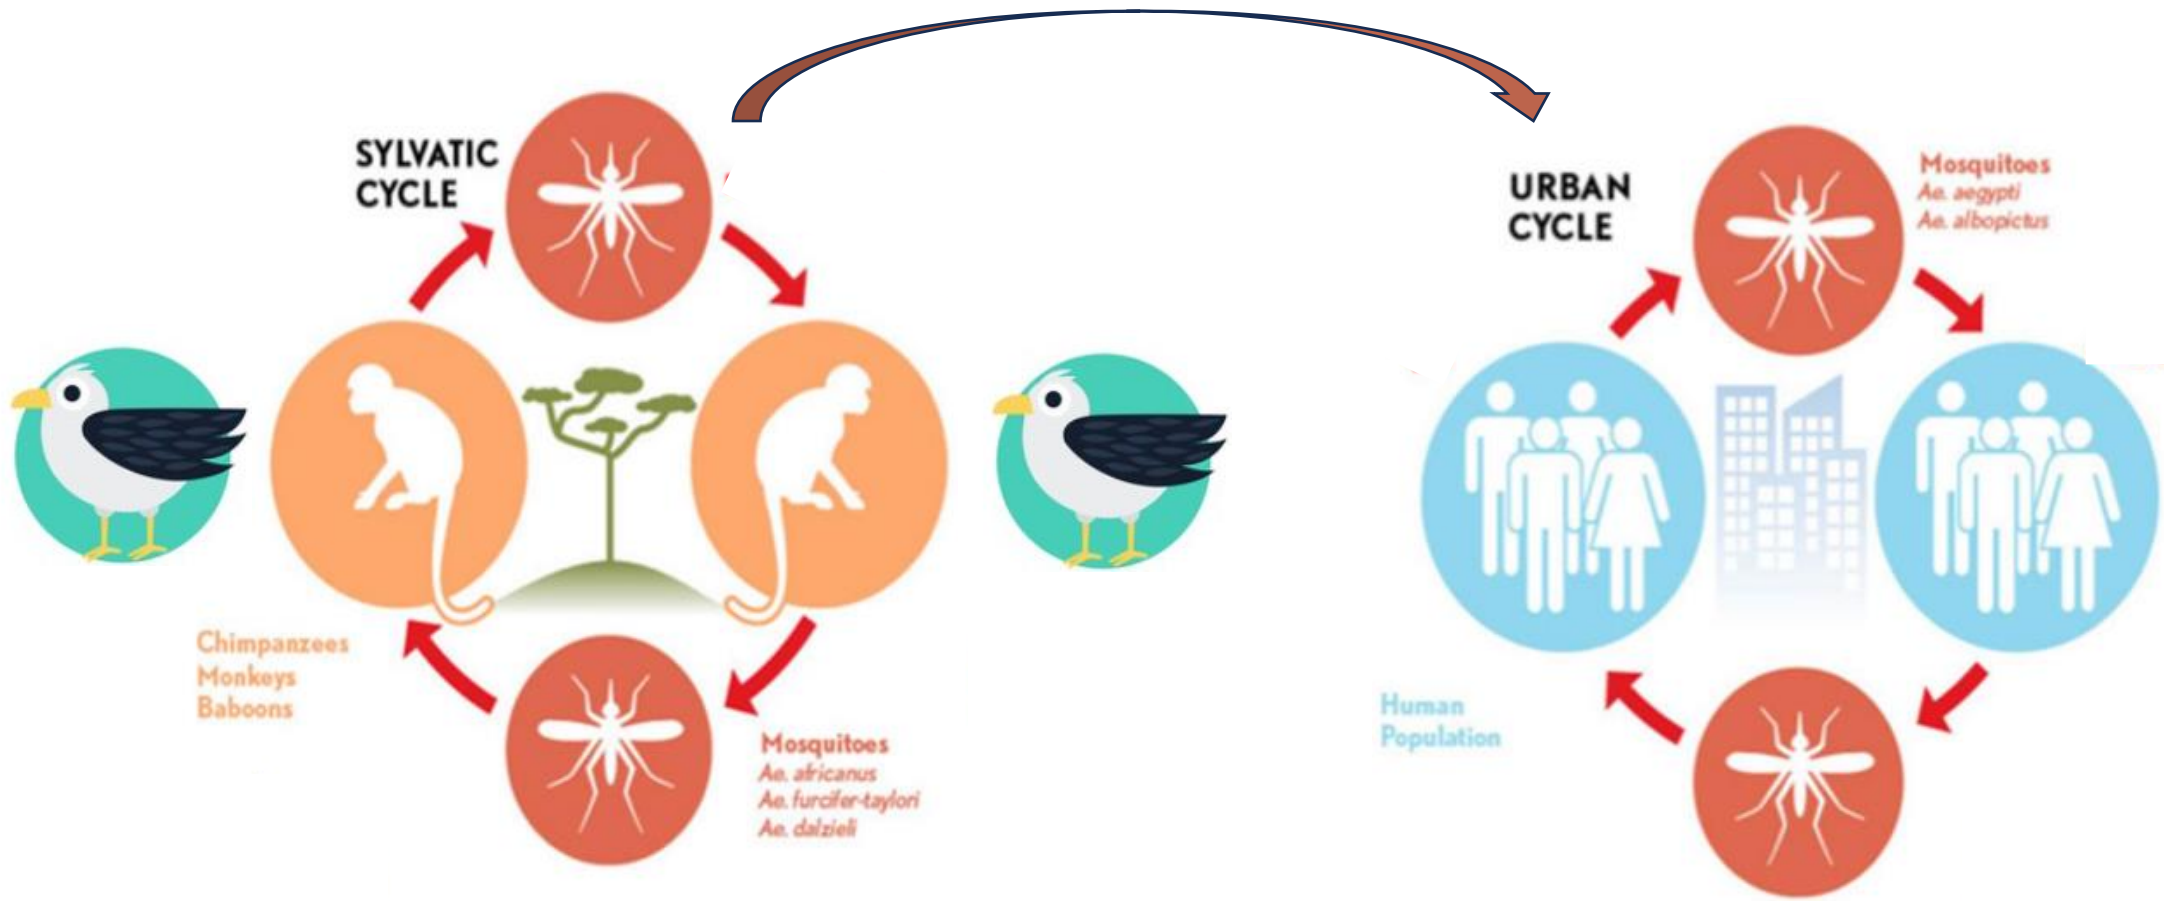 SYLVATIC
CYCLE
Chimpanzees
Monkeys
Baboons
Mosquitoes
Ae. africanus
Ae. furcifer-taylori
Ae. dalzieli
URBAN
CYCLE
Mosquitoes
Ae. aegypti
Ae. albopictus
Human
Population